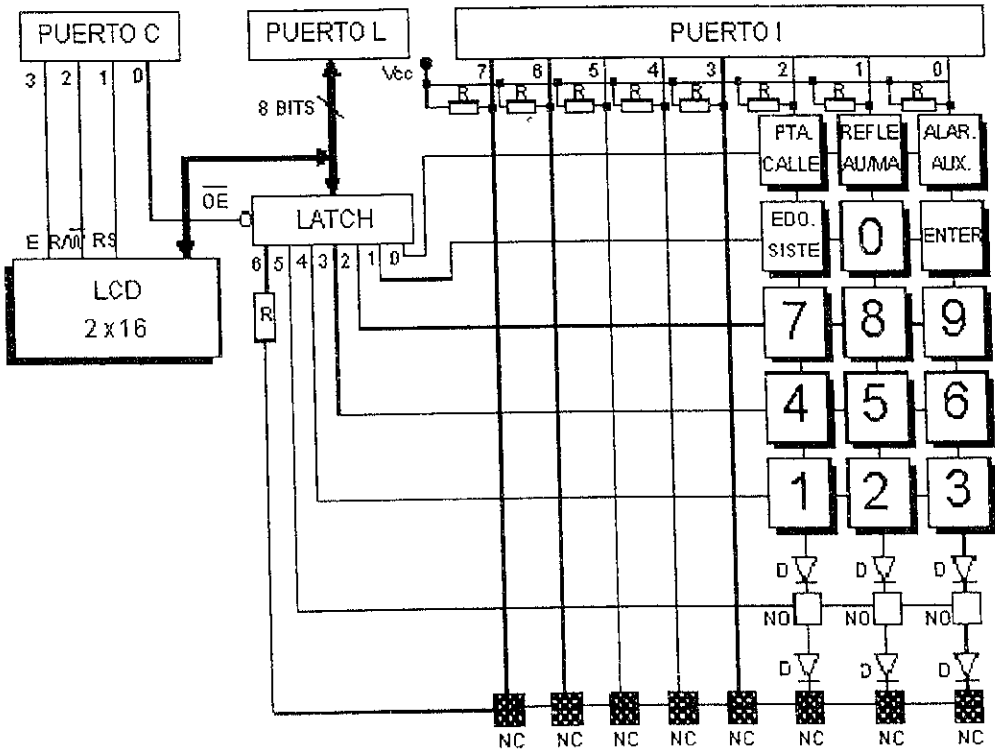 PUERTO C
PUERTO L
PUERTO I
3 2 1 0
Vcc
7 6 5 4 3 2 1 0
R R R R R R R R
8 BITS
PTA. CALLE
REFLE AU/MA
ALAR. AUX.
OE
LATCH
EDO. SISTE
0
ENTER
E R/W RS
6 5 4 3 2 1 0
LCD
2 x 16
R
7 8 9
4 5 6
1 2 3
D D D
NO NO NO
D D D
NC NC NC NC NC NC NC NC